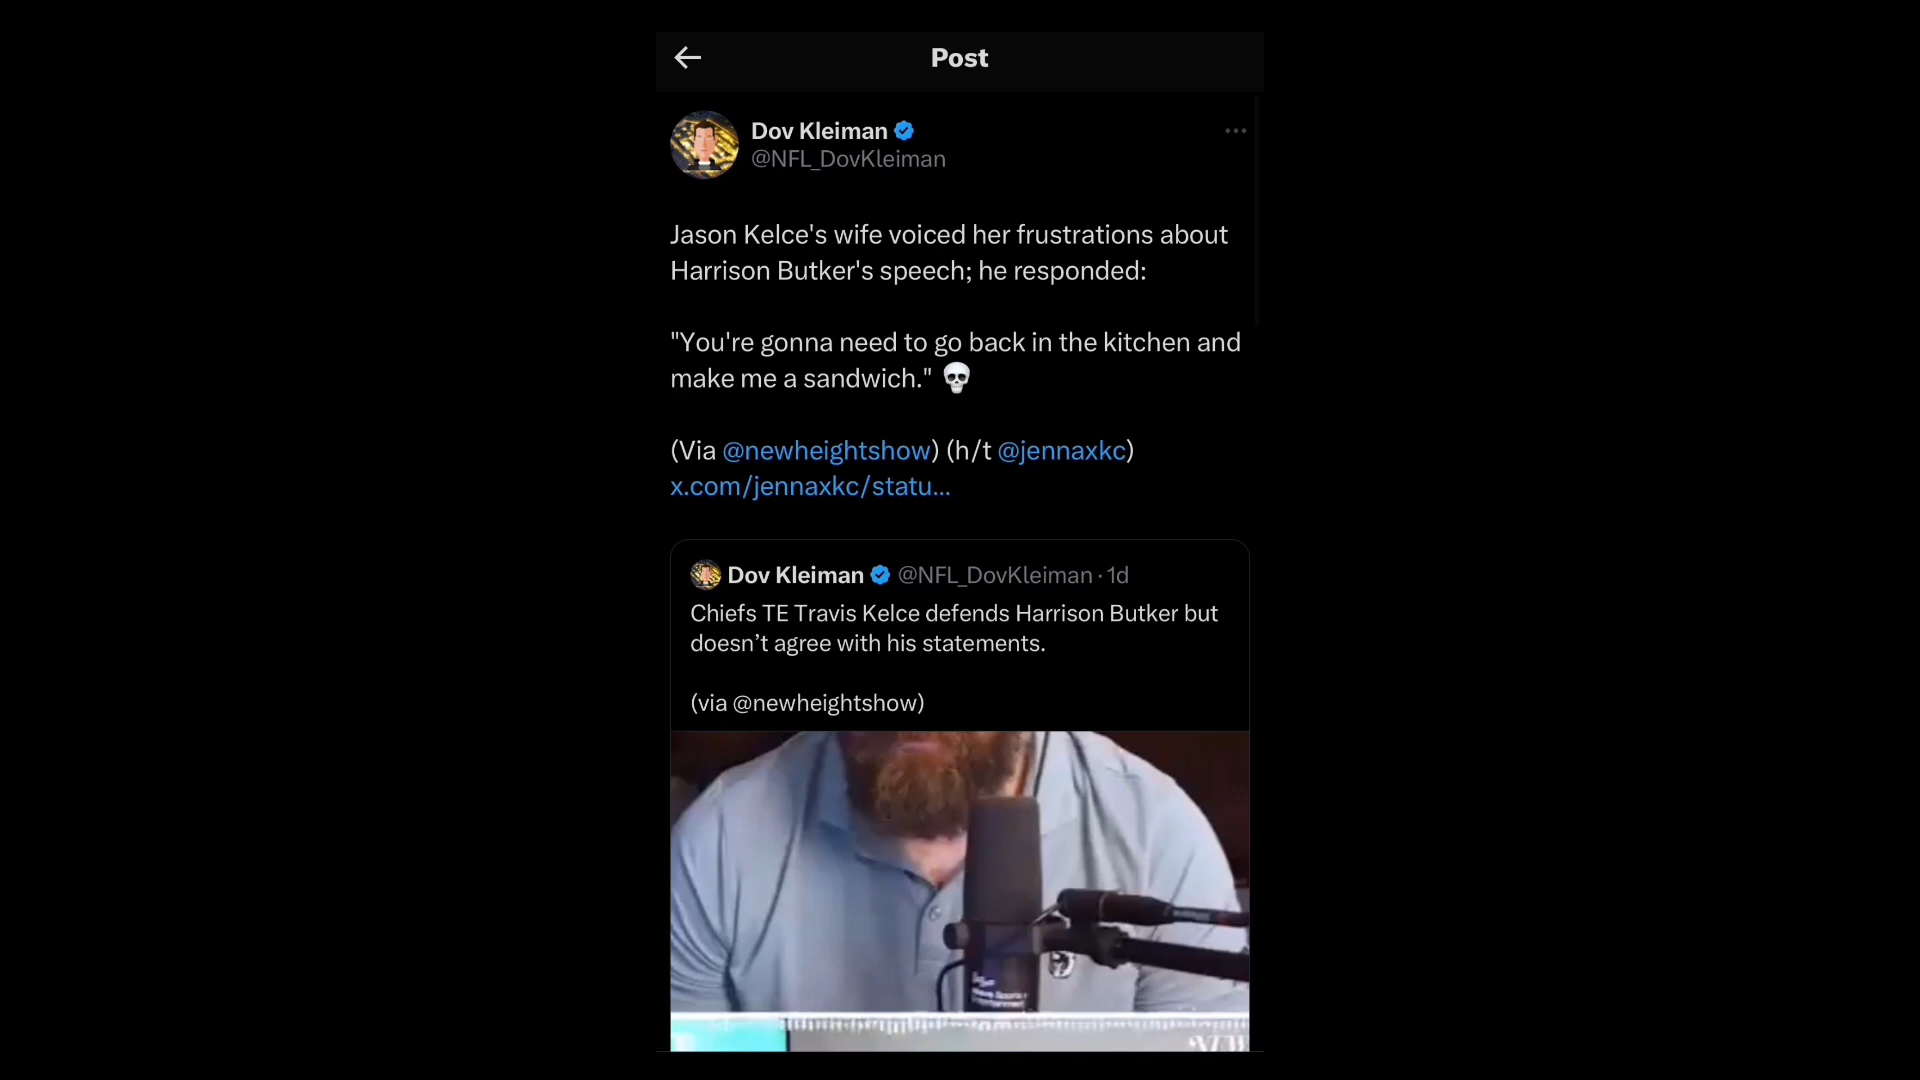 Post
Dov Kleiman
@NFL_DovKleiman
Jason Kelce's wife voiced her frustrations about
Harrison Butker's speech; he responded:
"You're gonna need to go back in the kitchen and
make me a sandwich." 💀
(Via @newheightshow) (h/t @jennaxkc)
x.com/jennaxkc/statu...
Dov Kleiman @NFL_DovKleiman · 1d
Chiefs TE Travis Kelce defends Harrison Butker but
doesn’t agree with his statements.
(via @newheightshow)